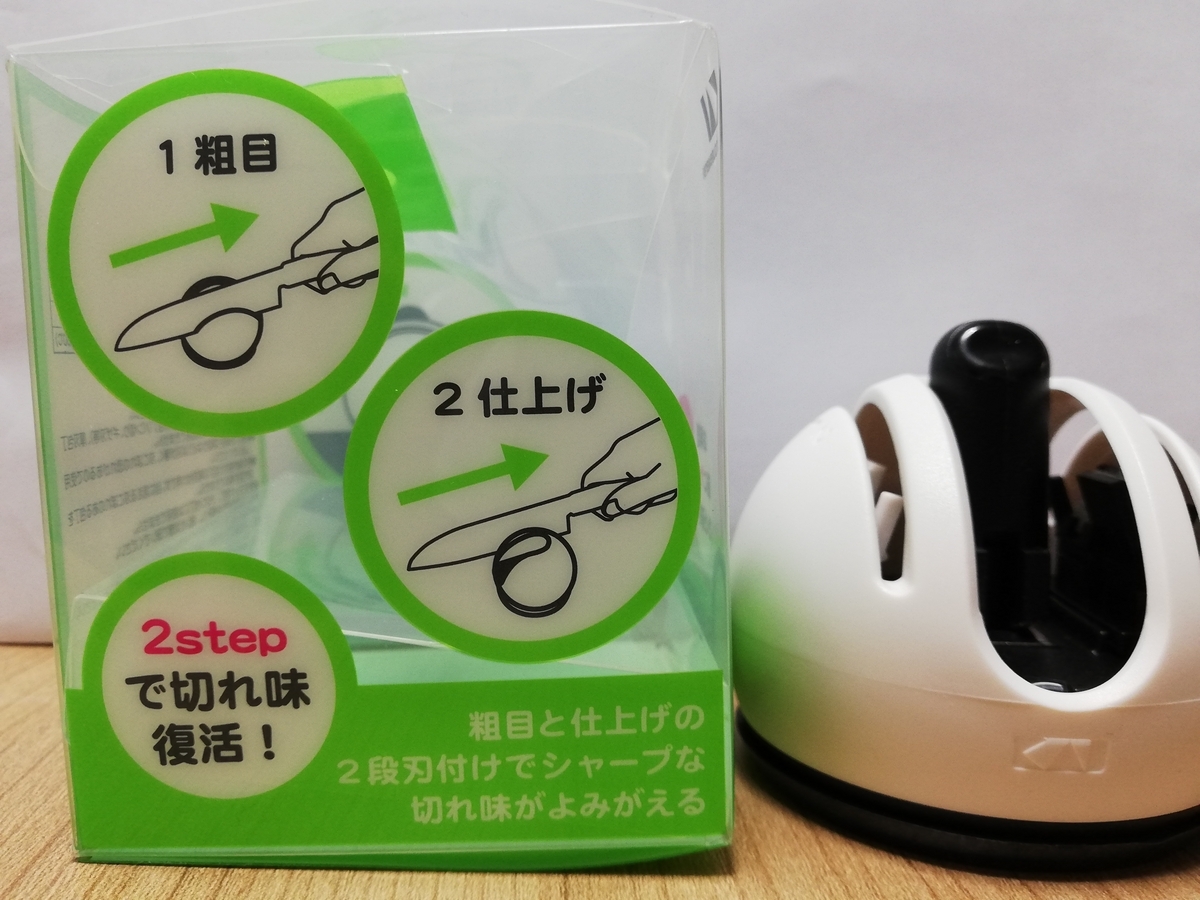 1 粗目
2 仕上げ
2step
で切れ味
復活！
粗目と仕上げの
2段刃付けでシャープな
切れ味がよみがえる